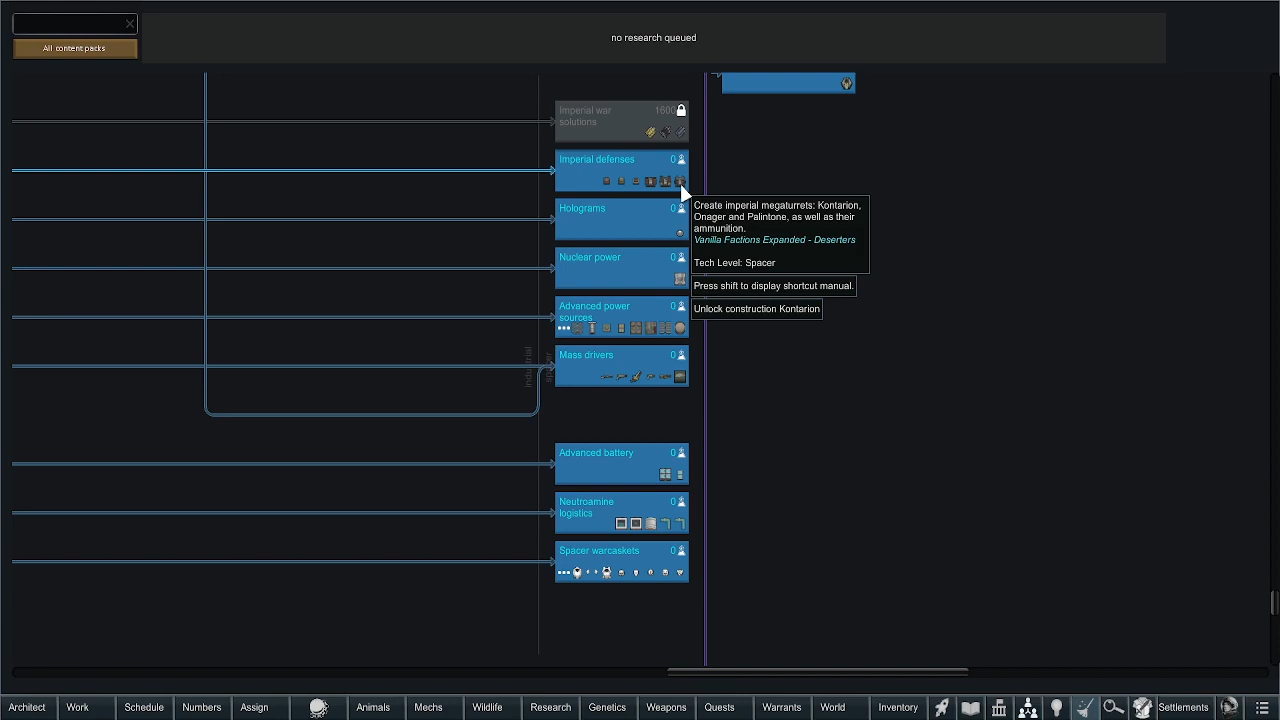 no research queued
All content packs
Imperial war
solutions
1600
Imperial defenses 0
Create imperial megaturrets: Kontarion,
Onager and Palintone, as well as their
ammunition.
Vanilla Factions Expanded - Deserters
Tech Level: Spacer
Press shift to display shortcut manual.
Unlock construction Kontarion
Holograms 0
Nuclear power 0
Advanced power
sources
0
Industrial
spacer
Mass drivers 0
Advanced battery 0
Neutroamine
logistics
0
Spacer warcaskets 0
Architect Work Schedule Numbers Assign Animals Mechs Wildlife Research Genetics Weapons Quests Warrants World Inventory Settlements